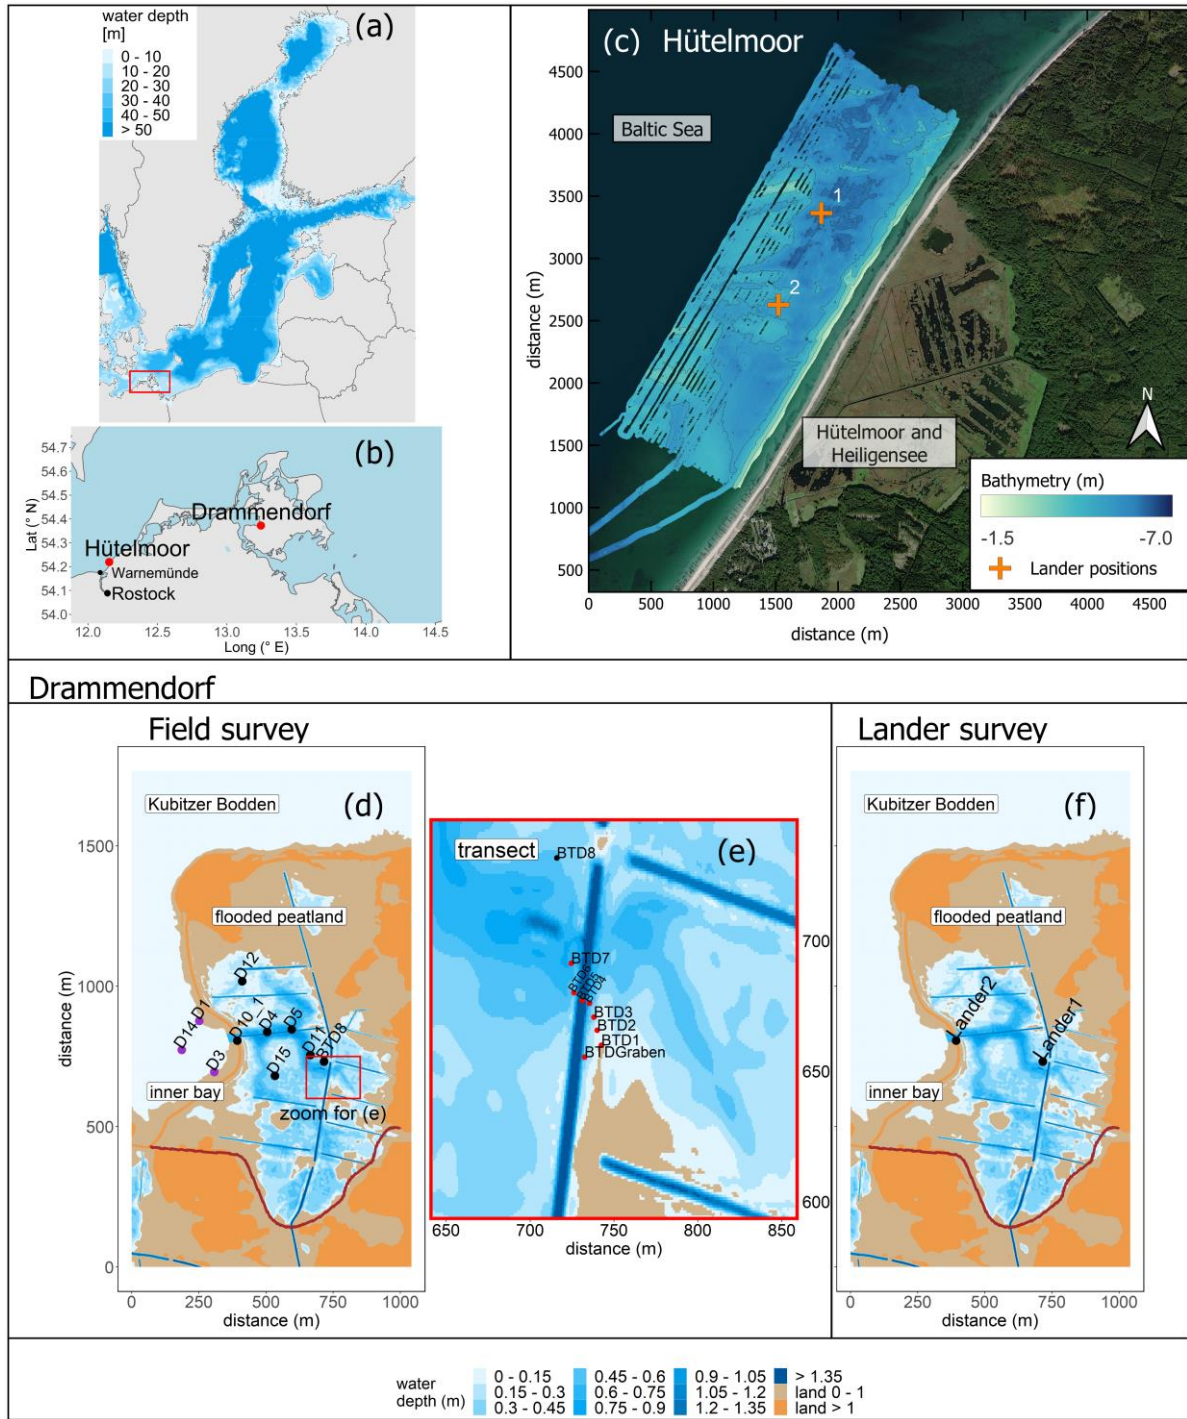 water depth
[m]
0 - 10
10 - 20
20 - 30
30 - 40
40 - 50
> 50
(a)
(b)
54.7
54.6
54.5
54.4
54.3
54.2
54.1
54.0
Lat (° N)
Drammendorf
Hütelmoor
Warnemünde
Rostock
12.0 12.5 13.0 13.5 14.0 14.5
Long (° E)
(c) Hütelmoor
Baltic Sea
1
2
Hütelmoor and
Heiligensee
N
Bathymetry (m)
-1.5 -7.0
Lander positions
4500
4000
3500
3000
2500
2000
1500
1000
500
distance (m)
0 500 1000 1500 2000 2500 3000 3500 4000 4500
distance (m)
Drammendorf
Field survey
Kubitzer Bodden
(d)
flooded peatland
D12
D14
D1
D10_1
D4
D5
D3
D15
D11
BTD8
inner bay
zoom for (e)
1500
1000
500
0
distance (m)
0 250 500 750 1000
distance (m)
transect
(e)
BTD8
BTD7
BTD6
BTD5
BTD4
BTD3
BTD2
BTD1
BTDGraben
700
650
600
650 700 750 800 850
distance (m)
Lander survey
Kubitzer Bodden
(f)
flooded peatland
Lander2
Lander1
inner bay
1500
1000
500
0
0 250 500 750 1000
distance (m)
water
depth (m)
0 - 0.15
0.15 - 0.3
0.3 - 0.45
0.45 - 0.6
0.6 - 0.75
0.75 - 0.9
0.9 - 1.05
1.05 - 1.2
1.2 - 1.35
> 1.35
land 0 - 1
land > 1